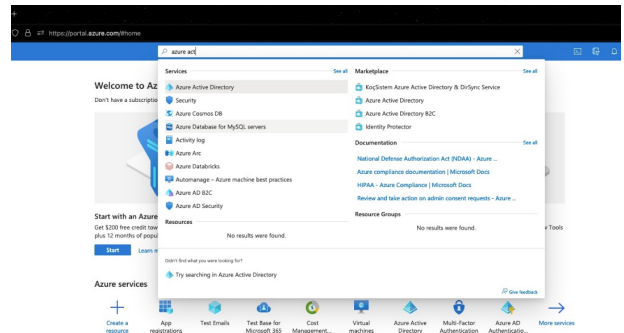 https://portal.azure.com/#home
azure act
Services
See all
Azure Active Directory
Security
Azure Cosmos DB
Azure Database for MySQL servers
Activity log
Azure Arc
Azure Databricks
Automanage - Azure machine best practices
Azure AD B2C
Azure AD Security
Resources
No results were found.
Marketplace
See all
KoçSistem Azure Active Directory & DirSync Service
Azure Active Directory
Azure Active Directory B2C
Identity Protector
Documentation
See all
National Defense Authorization Act (NDAA) - Azure ...
Azure compliance documentation | Microsoft Docs
HIPAA - Azure Compliance | Microsoft Docs
Review and take action on admin consent requests - Azure ...
Resource Groups
No results were found.
Didn't find what you were looking for?
Try searching in Azure Active Directory
Give feedback
Welcome to Az
Don't have a subscriptio
Start with an Azure
Get $200 free credit tow
plus 12 months of popul
Start
Learn m
v Tools
Azure services
Create a resource
App registrations
Test Emails
Test Base for Microsoft 365
Cost Management...
Virtual machines
Azure Active Directory
Multi-Factor Authentication
Azure AD Authenticatio...
More services